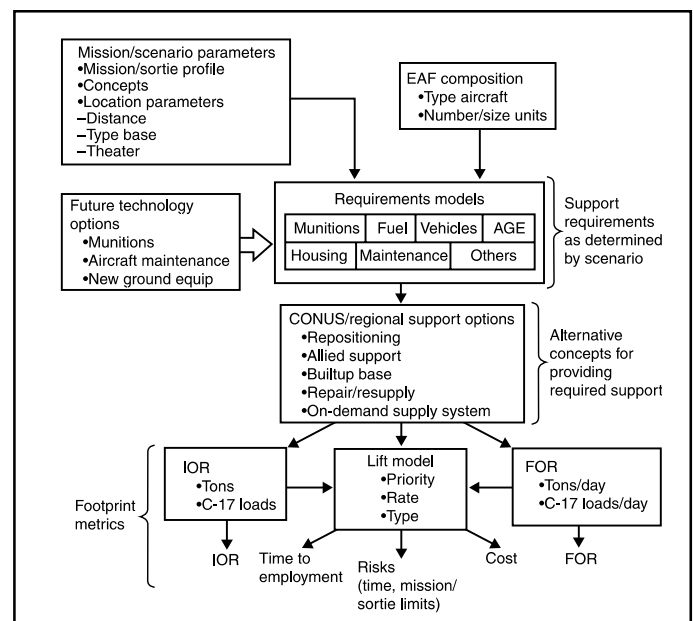 Mission/scenario parameters
•Mission/sortie profile
•Concepts
•Location parameters
–Distance
–Type base
–Theater
EAF composition
•Type aircraft
•Number/size units
Future technology
options
•Munitions
•Aircraft maintenance
•New ground equip
Requirements models
Munitions Fuel Vehicles AGE
Housing Maintenance Others
Support
requirements
as determined
by scenario
CONUS/regional support options
•Repositioning
•Allied support
•Builtup base
•Repair/resupply
•On-demand supply system
Alternative
concepts for
providing
required support
Footprint
metrics
IOR
•Tons
•C-17 loads
Lift model
•Priority
•Rate
•Type
FOR
•Tons/day
•C-17 loads/day
IOR
Time to
employment
Risks
(time, mission/
sortie limits)
Cost
FOR